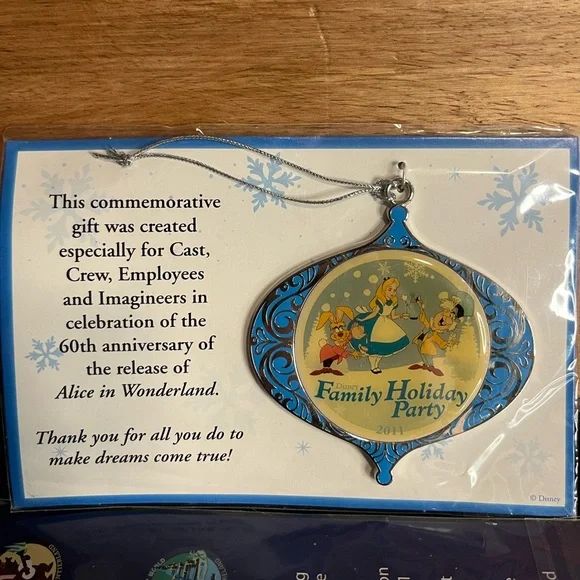 This commemorative
gift was created
especially for Cast,
Crew, Employees
and Imagineers in
celebration of the
60th anniversary of
the release of
Alice in Wonderland.
Thank you for all you do to
make dreams come true!
Disney
Family Holiday
Party
2011
© Disney